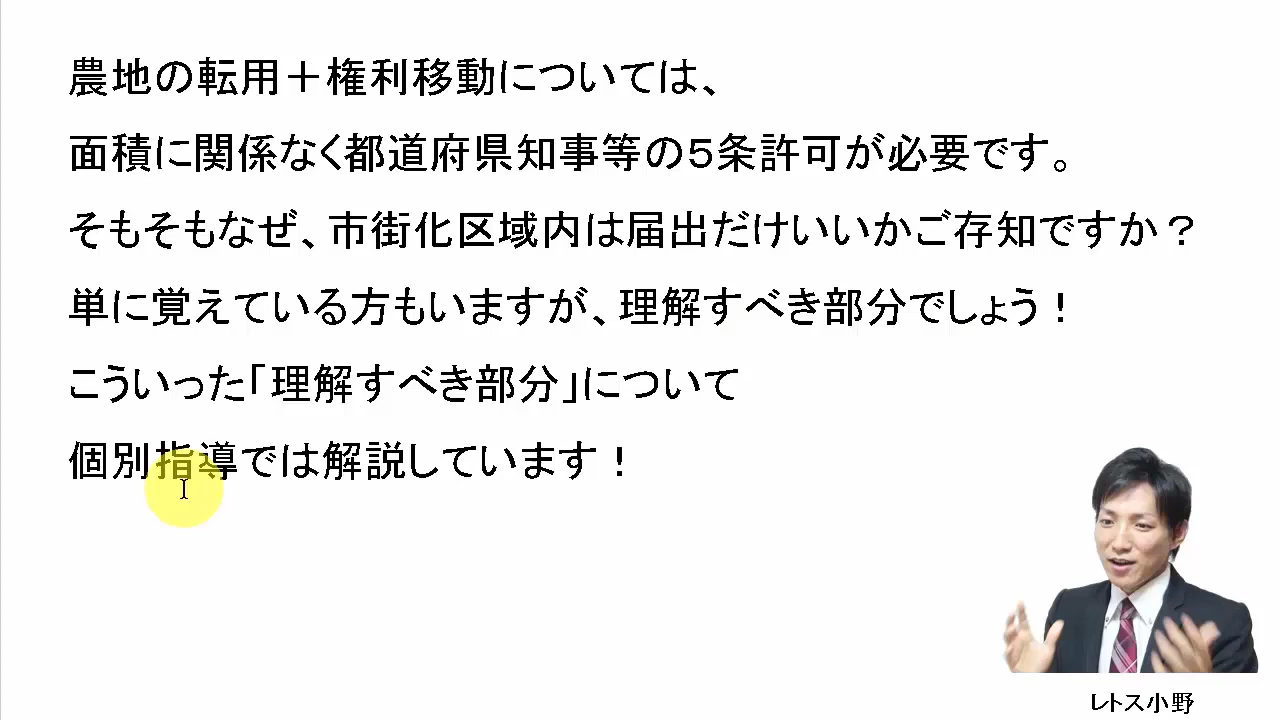 農地の転用＋権利移動については、
面積に関係なく都道府県知事等の５条許可が必要です。
そもそもなぜ、市街化区域内は届出だけいいかご存知ですか？
単に覚えている方もいますが、理解すべき部分でしょう！
こういった「理解すべき部分」について
個別指導では解説しています！
レトス小野